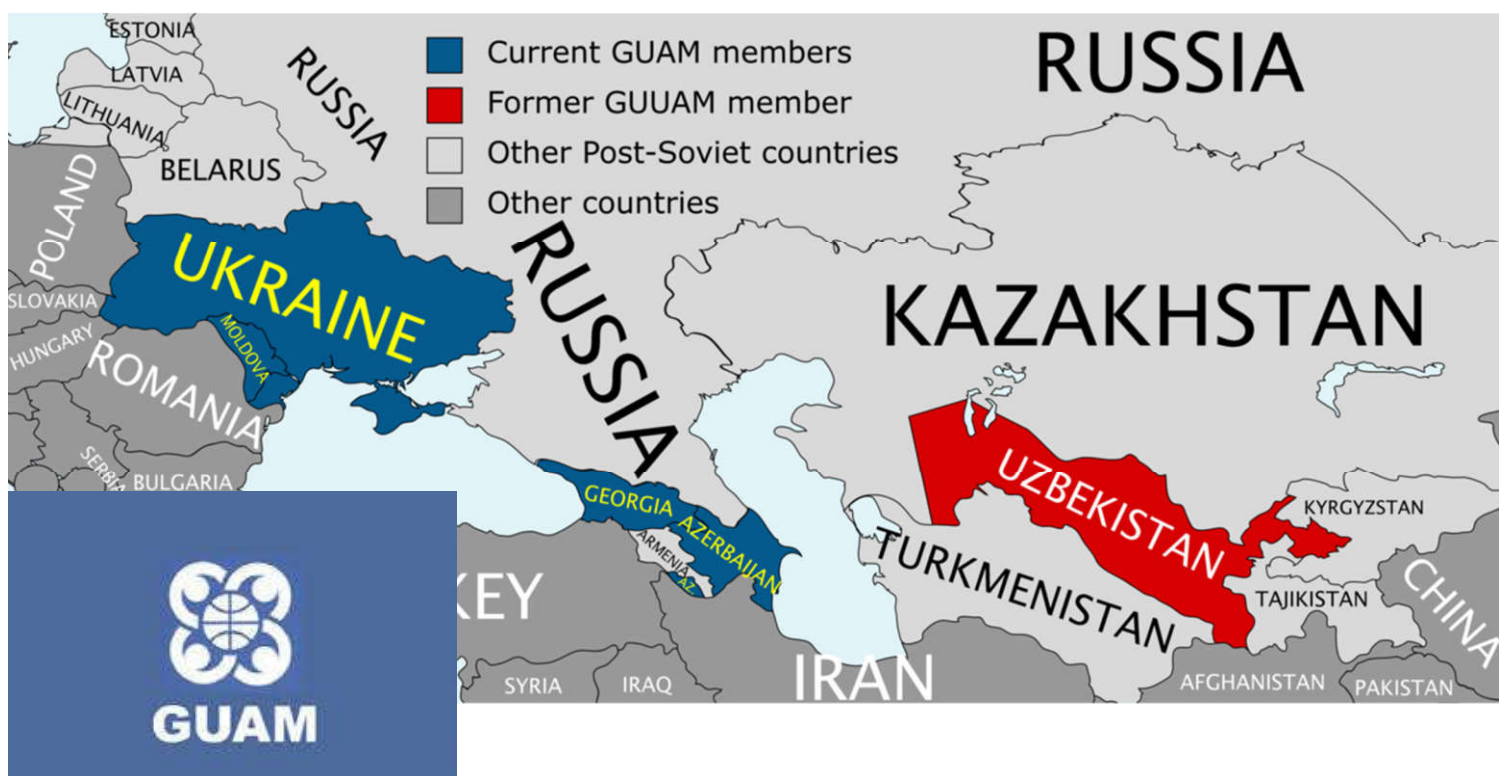 ESTONIA
LATVIA
LITHUANIA
RUSSIA
Current GUAM members
Former GUUAM member
Other Post-Soviet countries
Other countries
RUSSIA
BELARUS
POLAND
UKRAINE
RUSSIA
KAZAKHSTAN
SLOVAKIA
HUNGARY
MOLDOVA
ROMANIA
SERBIA
BULGARIA
GEORGIA
AZERBAIJAN
ARMENIA
AZ.
UZBEKISTAN
KYRGYZSTAN
TURKMENISTAN
TAJIKISTAN
CHINA
KEY
SYRIA
IRAQ
IRAN
AFGHANISTAN
PAKISTAN
GUAM